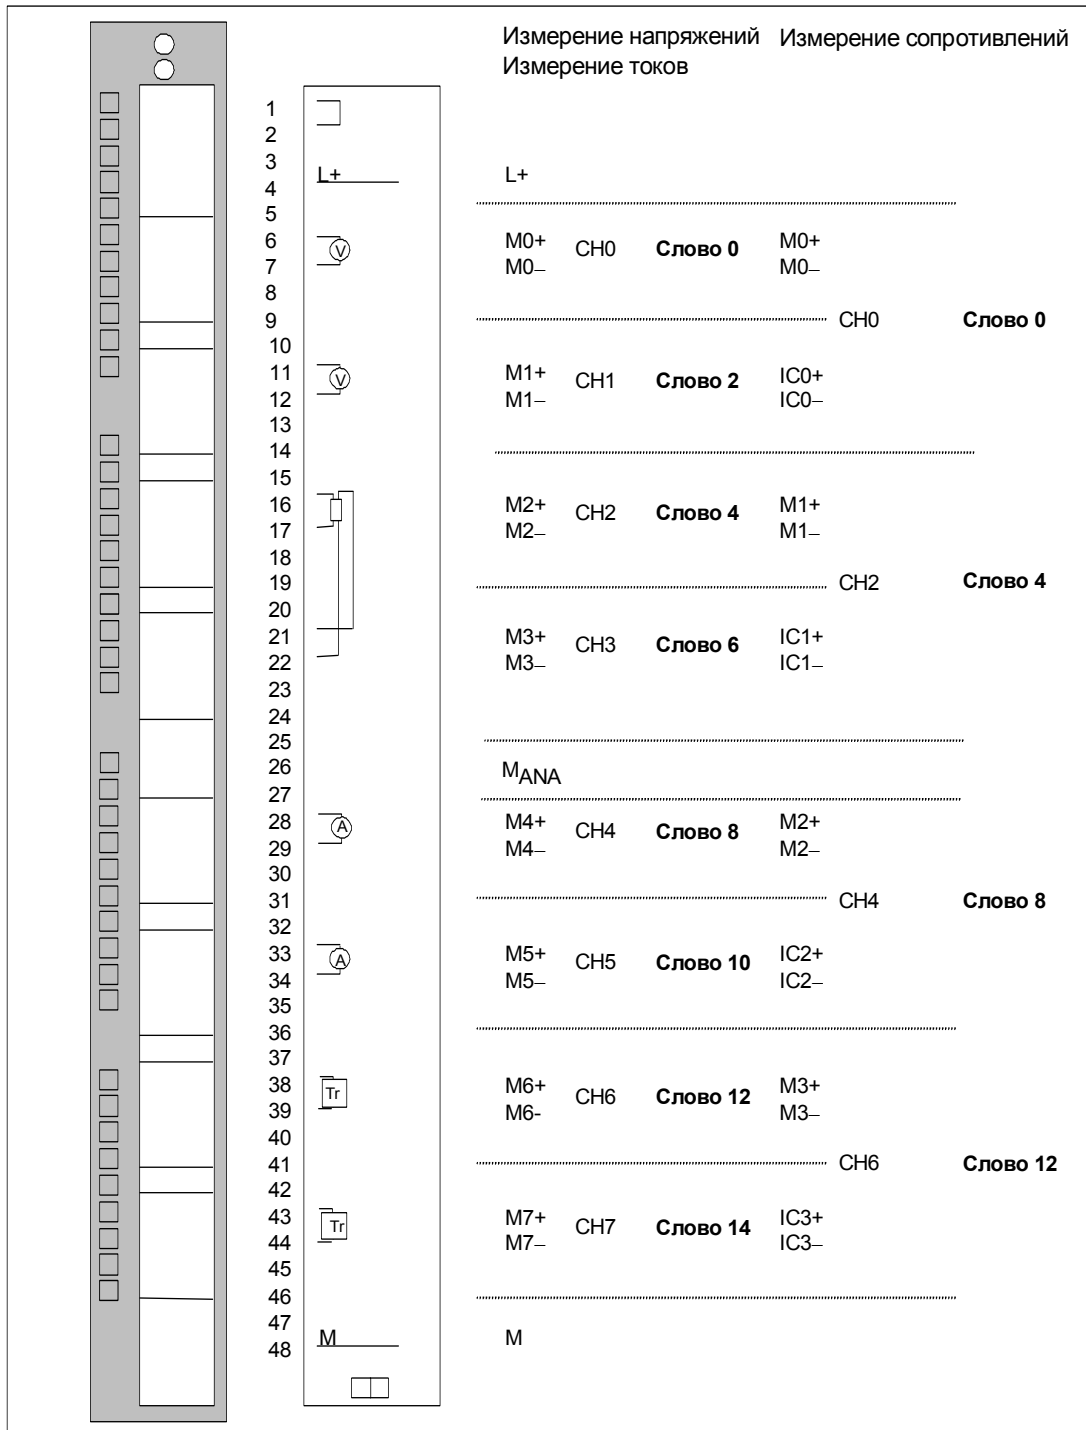 Измерение напряжений Измерение сопротивлений
Измерение токов
1
2
3
L+ L+
4
5
6 V M0+ CH0 Слово 0 M0+
7 M0– M0–
8
9 CH0 Слово 0
10
11 V M1+ CH1 Слово 2 IC0+
12 M1– IC0–
13
14
15
16 M2+ CH2 Слово 4 M1+
17 M2– M1–
18
19 CH2 Слово 4
20
21 M3+ CH3 Слово 6 IC1+
22 M3– IC1–
23
24
25
26 MANA
27
28 A M4+ CH4 Слово 8 M2+
29 M4– M2–
30
31 CH4 Слово 8
32
33 A M5+ CH5 Слово 10 IC2+
34 M5– IC2–
35
36
37
38 Tr M6+ CH6 Слово 12 M3+
39 M6- M3–
40
41 CH6 Слово 12
42
43 Tr M7+ CH7 Слово 14 IC3+
44 M7– IC3–
45
46
47
M M
48